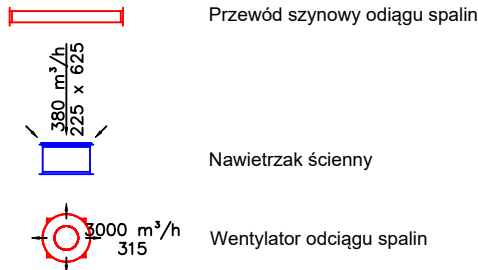 Przewód szynowy odiągu spalin
380 m³/h
225 x 625
Nawietrzak ścienny
3000 m³/h
315
Wentylator odciągu spalin